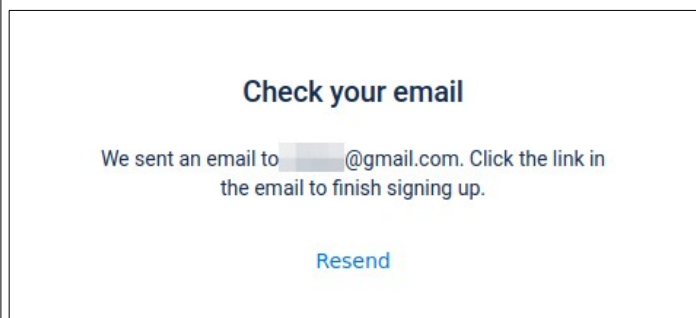 Check your email
We sent an email to @gmail.com. Click the link in
the email to finish signing up.
Resend